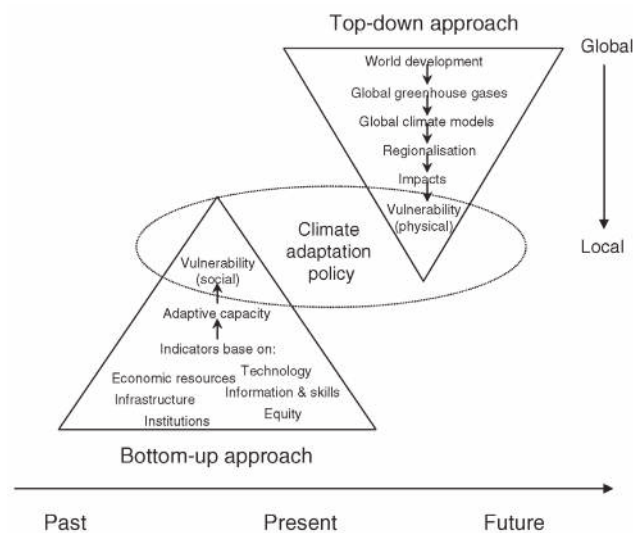 Top-down approach
Global
World development
Global greenhouse gases
Global climate models
Regionalisation
Impacts
Vulnerability
(physical)
Local
Climate
adaptation
policy
Vulnerability
(social)
Adaptive capacity
Indicators base on:
Economic resources
Technology
Infrastructure
Information & skills
Institutions
Equity
Bottom-up approach
Past
Present
Future